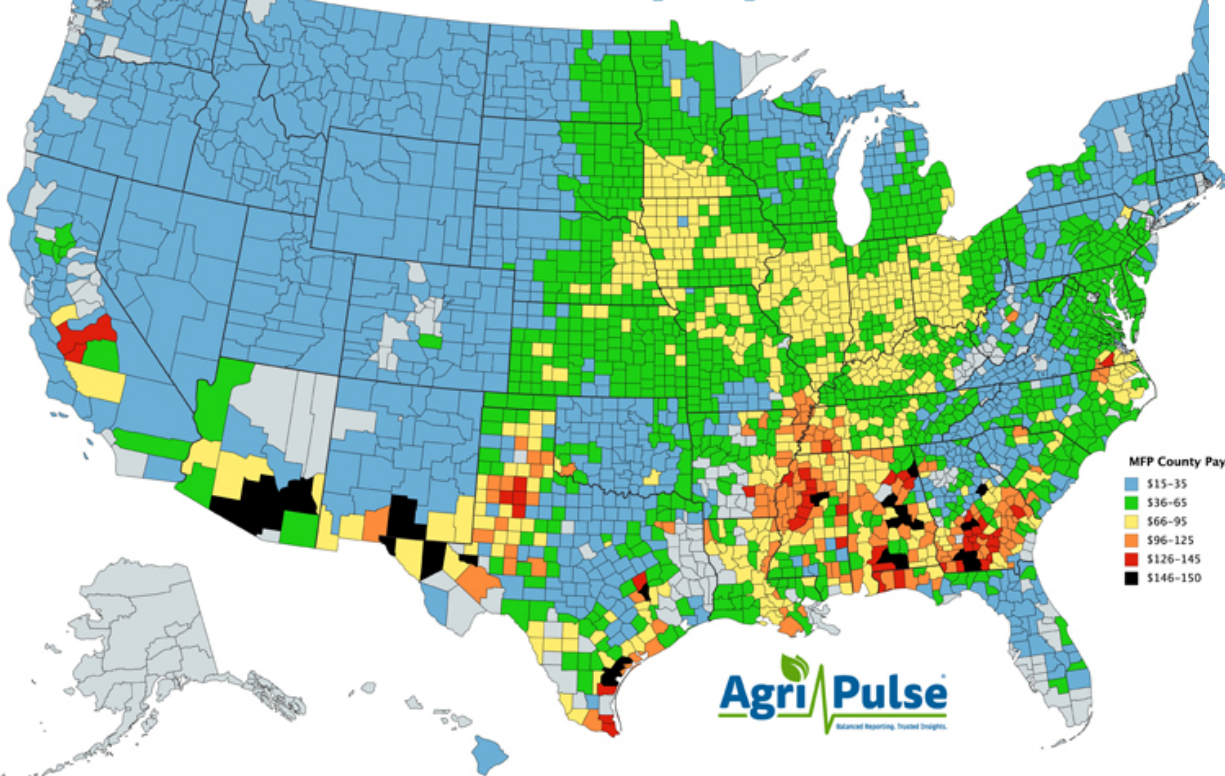 MFP County Pay
$15-35
$36-65
$66-95
$96-125
$126-145
$146-150
Agri Pulse
Balanced Reporting. Trusted Insights.